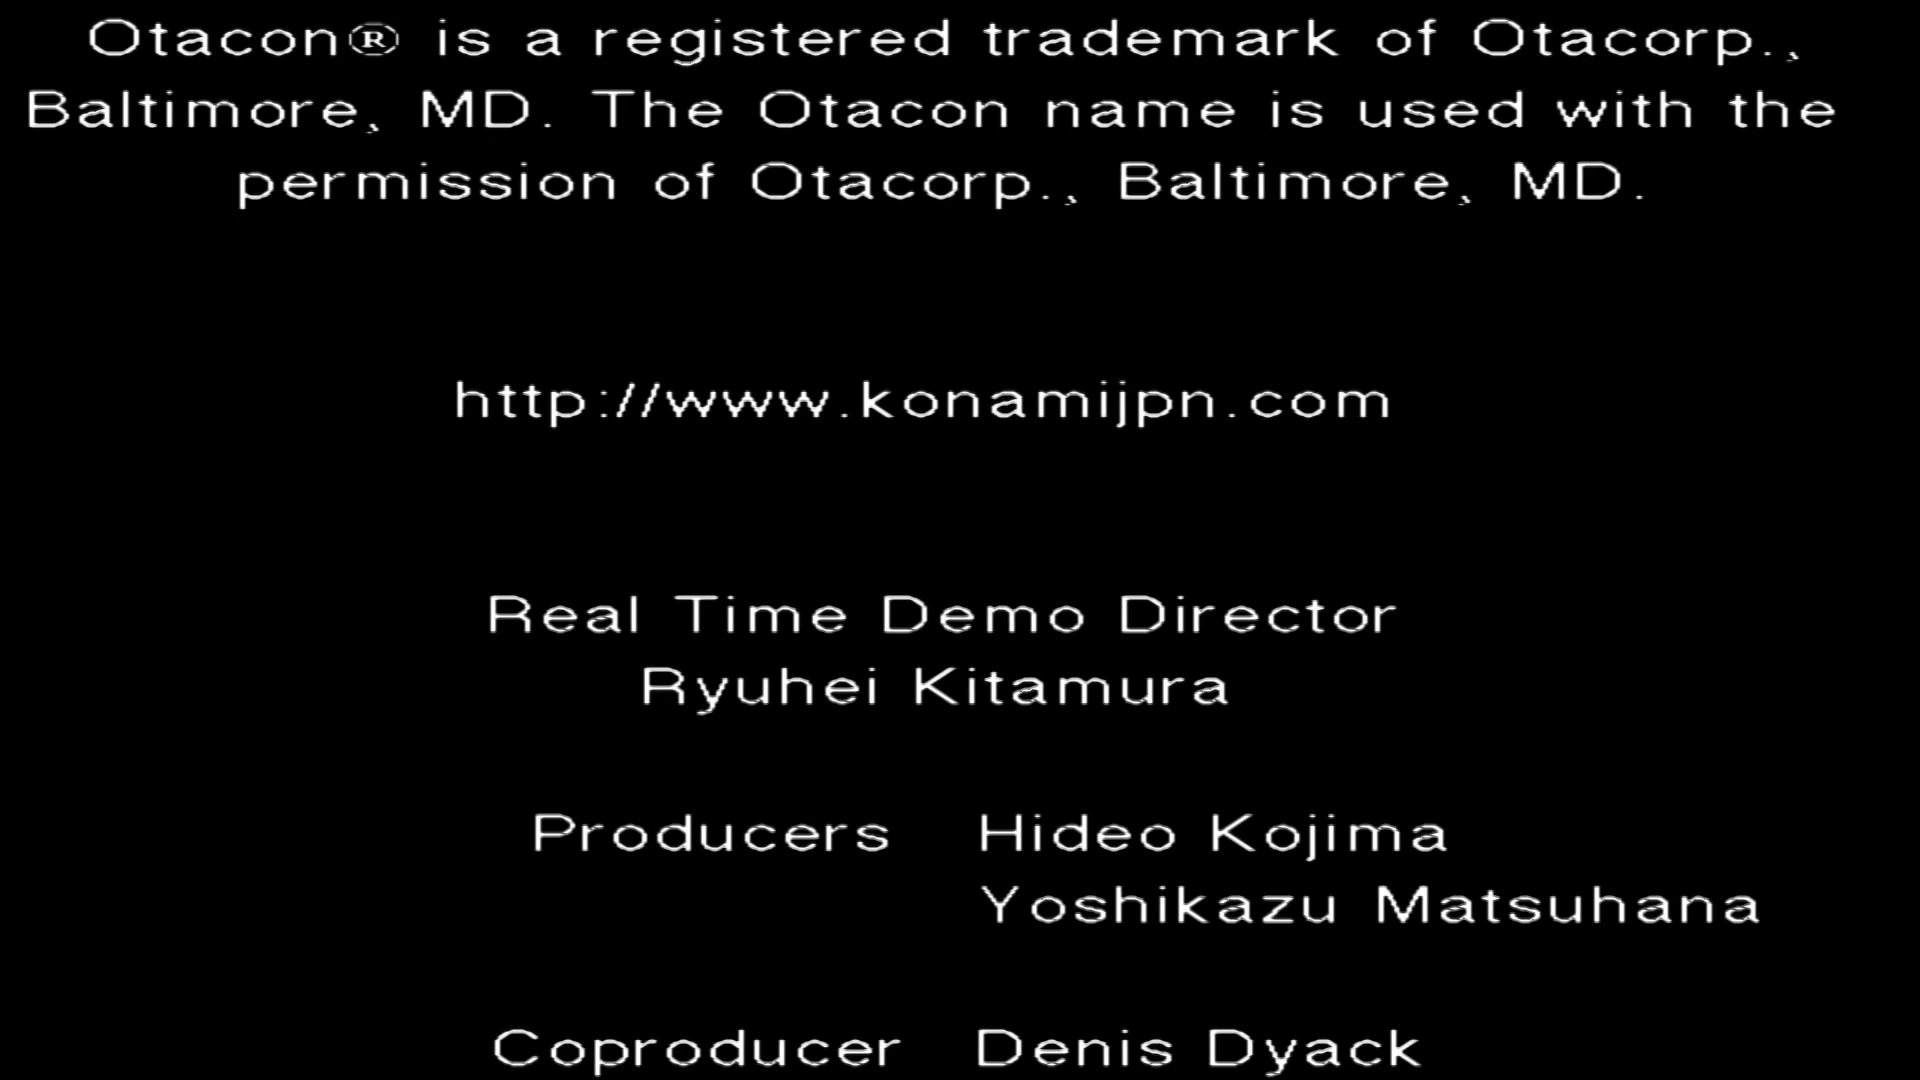 Otacon® is a registered trademark of Otacorp.,
Baltimore, MD. The Otacon name is used with the
permission of Otacorp., Baltimore, MD.
http://www.konamijpn.com
Real Time Demo Director
Ryuhei Kitamura
Producers Hideo Kojima
Yoshikazu Matsuhana
Coproducer Denis Dyack